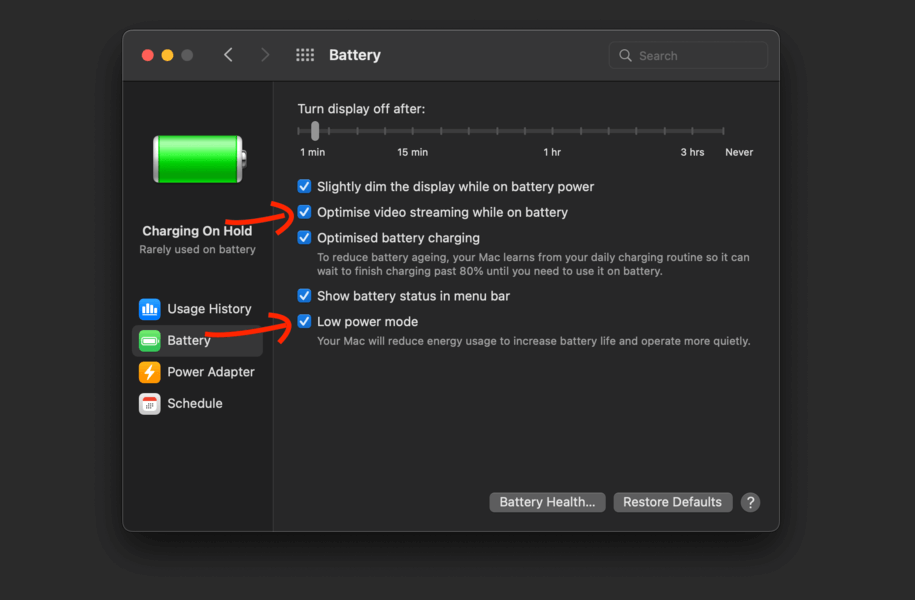 Battery
Search
Charging On Hold
Rarely used on battery
Usage History
Battery
Power Adapter
Schedule
Turn display off after:
1 min 15 min 1 hr 3 hrs Never
Slightly dim the display while on battery power
Optimise video streaming while on battery
Optimised battery charging
To reduce battery ageing, your Mac learns from your daily charging routine so it can
wait to finish charging past 80% until you need to use it on battery.
Show battery status in menu bar
Low power mode
Your Mac will reduce energy usage to increase battery life and operate more quietly.
Battery Health... Restore Defaults ?